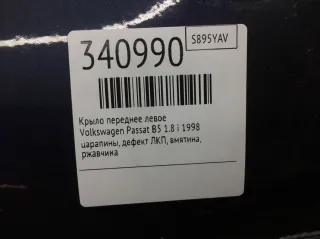 340990
S895YAV
Крыло переднее левое
Volkswagen Passat B5 1.8 i 1998
царапины, дефект ЛКП, вмятина,
ржавчина